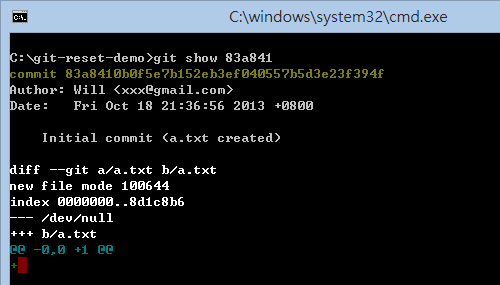 C:\windows\system32\cmd.exe
C:\git-reset-demo>git show 83a841
commit 83a8410b0f5e7b152eb3ef040557b5d3e23f394f
Author: Will <xxx@gmail.com>
Date:   Fri Oct 18 21:36:56 2013 +0800
Initial commit (a.txt created)
diff --git a/a.txt b/a.txt
new file mode 100644
index 0000000..8d1c8b6
--- /dev/null
+++ b/a.txt
@@ -0,0 +1 @@
+